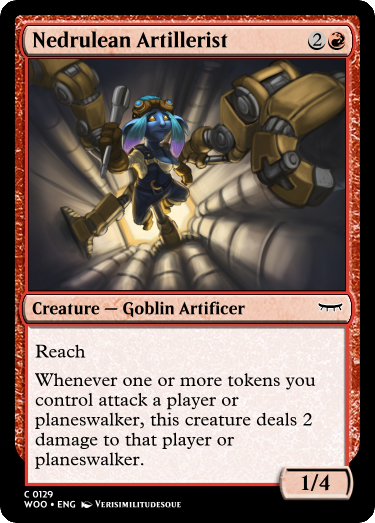 Nedrulean Artillerist 2
Creature — Goblin Artificer
Reach
Whenever one or more tokens you
control attack a player or
planeswalker, this creature deals 2
damage to that player or
planeswalker.
1/4
C 0129
WOO • ENG Verisimilitudesque